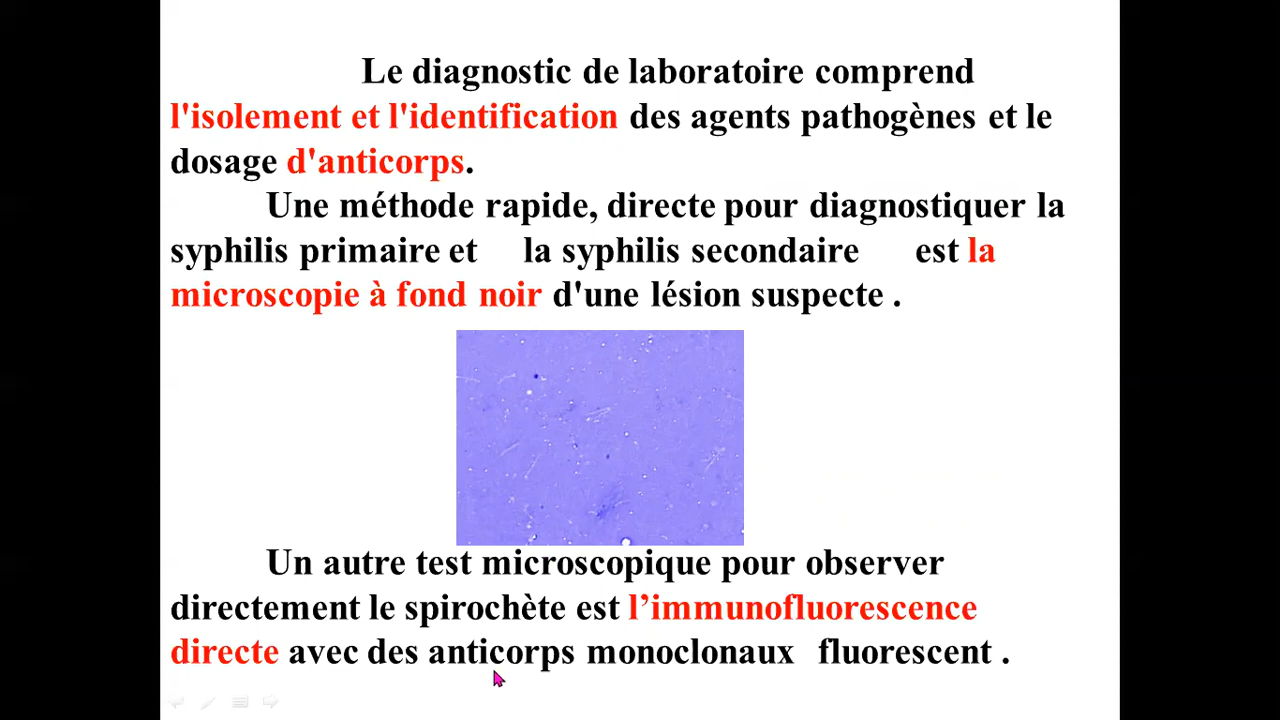 Le diagnostic de laboratoire comprend
l'isolement et l'identification des agents pathogènes et le
dosage d'anticorps.
Une méthode rapide, directe pour diagnostiquer la
syphilis primaire et la syphilis secondaire est la
microscopie à fond noir d'une lésion suspecte .
Un autre test microscopique pour observer
directement le spirochète est l’immunofluorescence
directe avec des anticorps monoclonaux fluorescent .